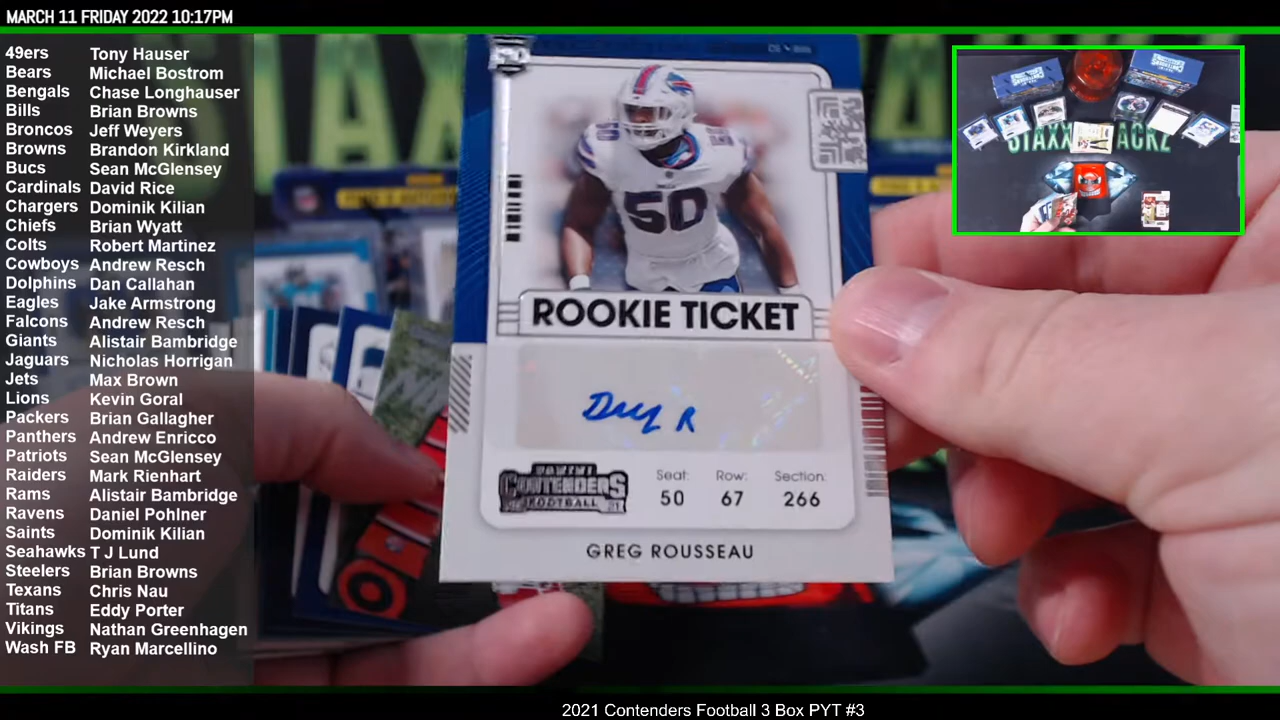 MARCH 11 FRIDAY 2022 10:17PM
49ers Tony Hauser
Bears Michael Bostrom
Bengals Chase Longhauser
Bills Brian Browns
Broncos Jeff Weyers
Browns Brandon Kirkland
Bucs Sean McGlensey
Cardinals David Rice
Chargers Dominik Kilian
Chiefs Brian Wyatt
Colts Robert Martinez
Cowboys Andrew Resch
Dolphins Dan Callahan
Eagles Jake Armstrong
Falcons Andrew Resch
Giants Alistair Bambridge
Jaguars Nicholas Horrigan
Jets Max Brown
Lions Kevin Goral
Packers Brian Gallagher
Panthers Andrew Enricco
Patriots Sean McGlensey
Raiders Mark Rienhart
Rams Alistair Bambridge
Ravens Daniel Pohlner
Saints Dominik Kilian
Seahawks T J Lund
Steelers Brian Browns
Texans Chris Nau
Titans Eddy Porter
Vikings Nathan Greenhagen
Wash FB Ryan Marcellino
50
ROOKIE TICKET
PANINI
CONTENDERS
FOOTBALL
Seat: Row: Section:
50 67 266
GREG ROUSSEAU
2021 Contenders Football 3 Box PYT #3